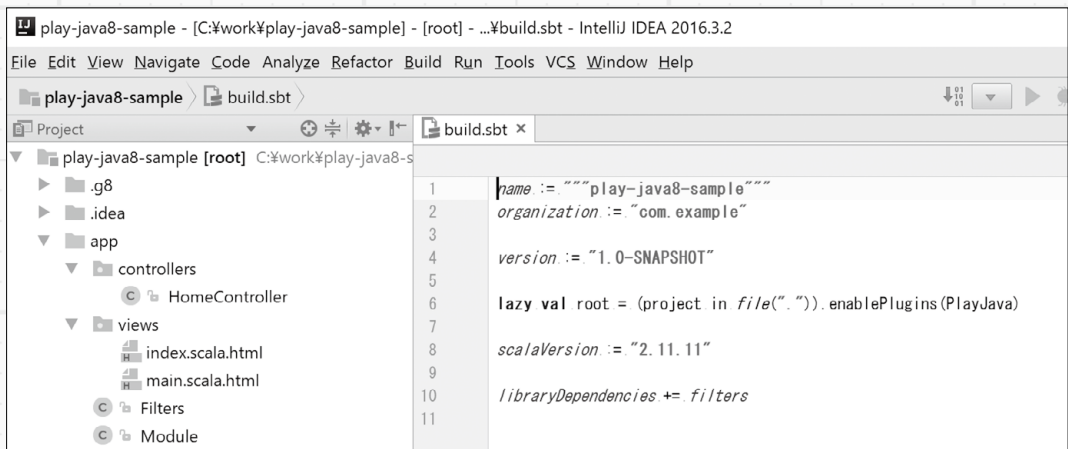 play-java8-sample - [C:¥work¥play-java8-sample] - [root] - ...¥build.sbt - IntelliJ IDEA 2016.3.2
File Edit View Navigate Code Analyze Refactor Build Run Tools VCS Window Help
play-java8-sample build.sbt
Project
build.sbt ×
play-java8-sample [root] C:¥work¥play-java8-s
.g8
.idea
app
controllers
C HomeController
views
H index.scala.html
H main.scala.html
C Filters
C Module
1 name := """play-java8-sample"""
2 organization := "com.example"
3
4 version := "1.0-SNAPSHOT"
5
6 lazy val root = (project in file(".")).enablePlugins(PlayJava)
7
8 scalaVersion := "2.11.11"
9
10 libraryDependencies += filters
11